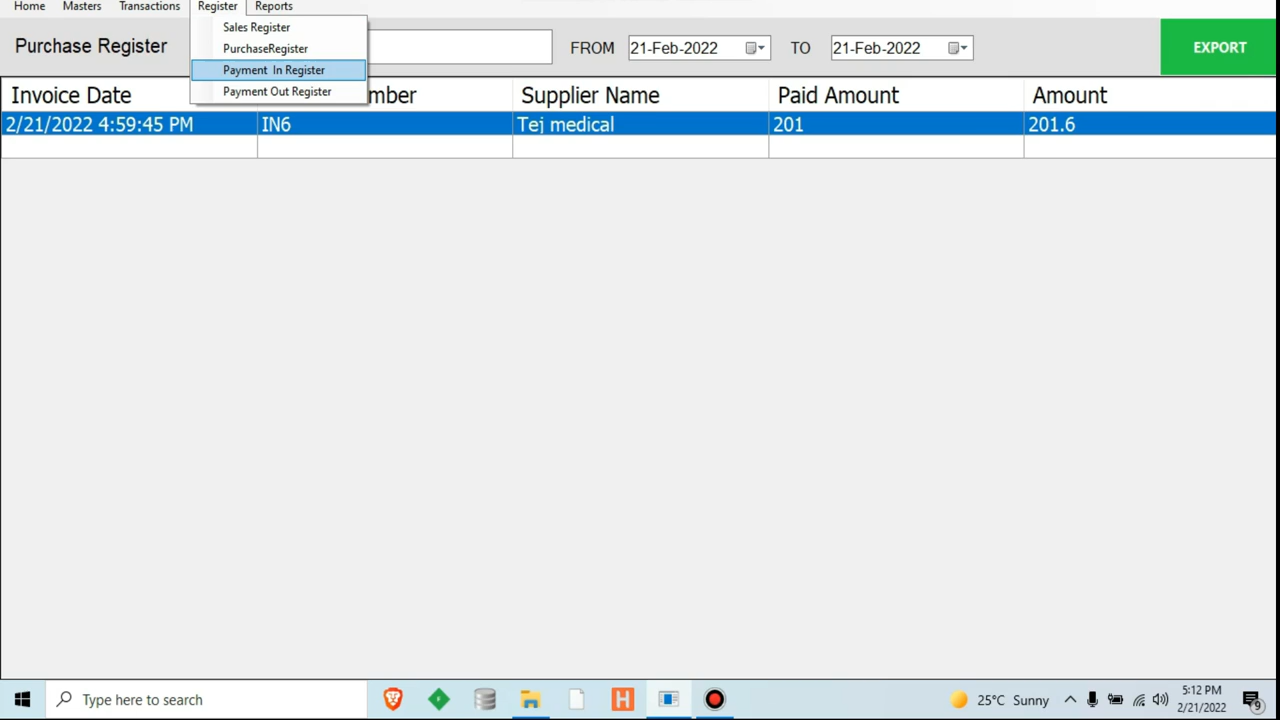 Home Masters Transactions Register Reports
Sales Register
PurchaseRegister
Payment In Register
Payment Out Register
Purchase Register FROM 21-Feb-2022 TO 21-Feb-2022 EXPORT
Invoice Date mber Supplier Name Paid Amount Amount
2/21/2022 4:59:45 PM IN6 Tej medical 201 201.6
Type here to search H 25°C Sunny 5:12 PM
2/21/2022 9